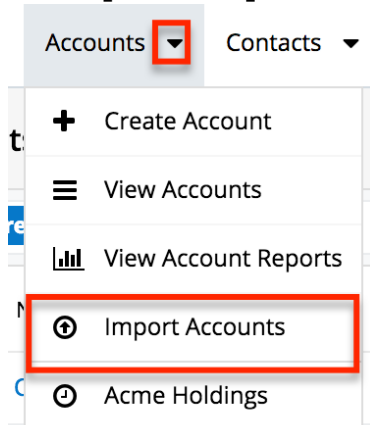 Accounts Contacts
Create Account
View Accounts
View Account Reports
Import Accounts
Acme Holdings